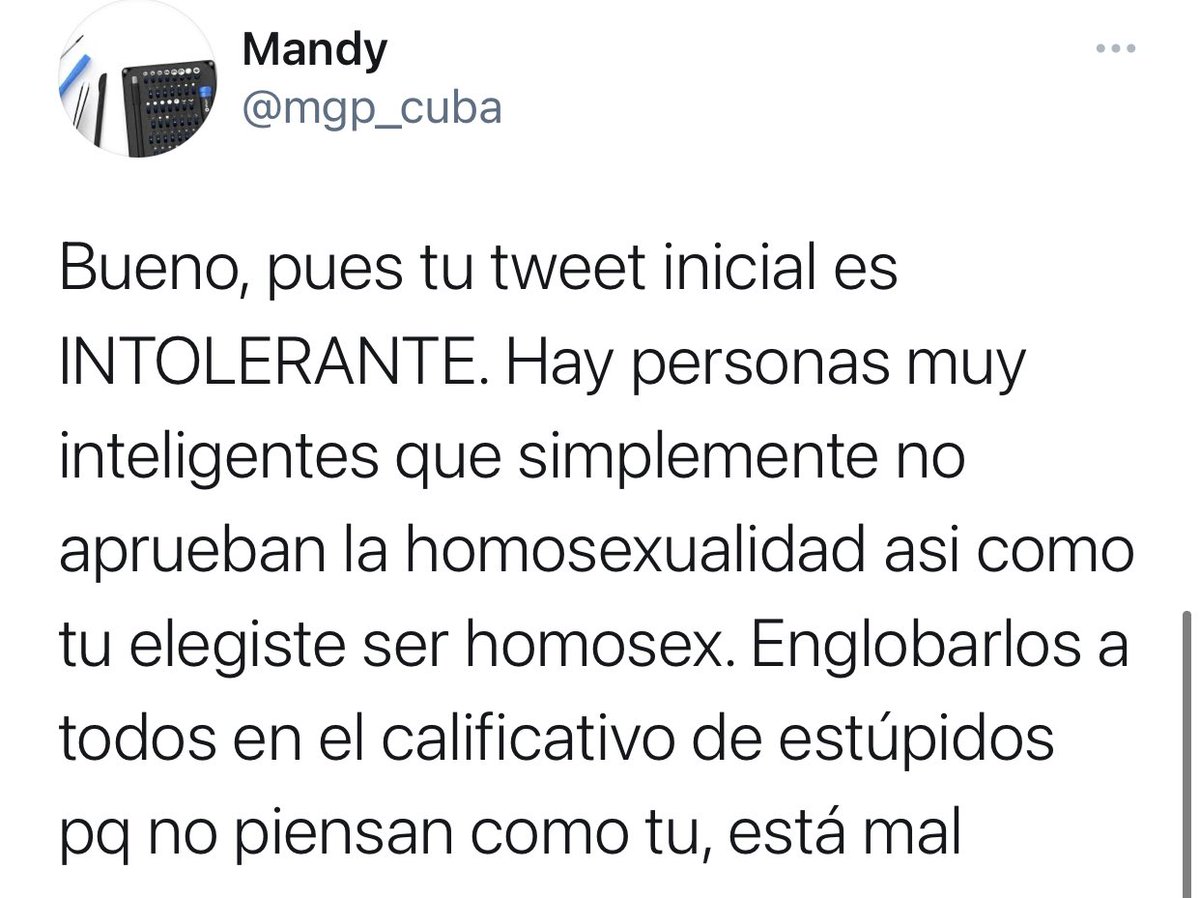 Mandy
@mgp_cuba
Bueno, pues tu tweet inicial es
INTOLERANTE. Hay personas muy
inteligentes que simplemente no
aprueban la homosexualidad asi como
tu elegiste ser homosex. Englobarlos a
todos en el calificativo de estúpidos
pq no piensan como tu, está mal